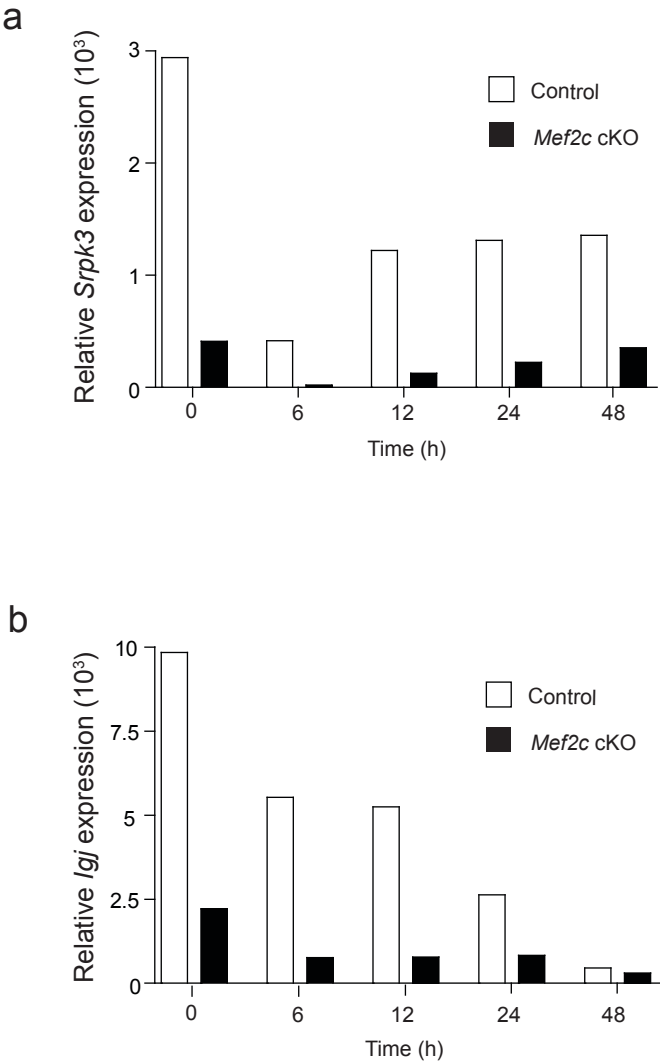 a
Relative Srpk3 expression (10³)
3
2
1
0
Control
Mef2c cKO
0 6 12 24 48
Time (h)
b
Relative Igj expression (10³)
10
7.5
5
2.5
0
Control
Mef2c cKO
0 6 12 24 48
Time (h)